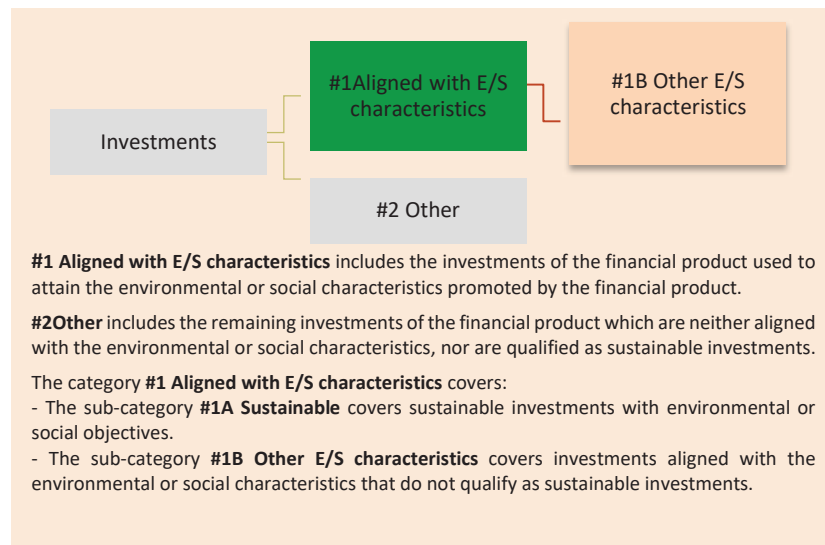 #1Aligned with E/S
characteristics
#1B Other E/S
characteristics
Investments
#2 Other
#1 Aligned with E/S characteristics includes the investments of the financial product used to
attain the environmental or social characteristics promoted by the financial product.
#2Other includes the remaining investments of the financial product which are neither aligned
with the environmental or social characteristics, nor are qualified as sustainable investments.
The category #1 Aligned with E/S characteristics covers:
- The sub-category #1A Sustainable covers sustainable investments with environmental or
social objectives.
- The sub-category #1B Other E/S characteristics covers investments aligned with the
environmental or social characteristics that do not qualify as sustainable investments.